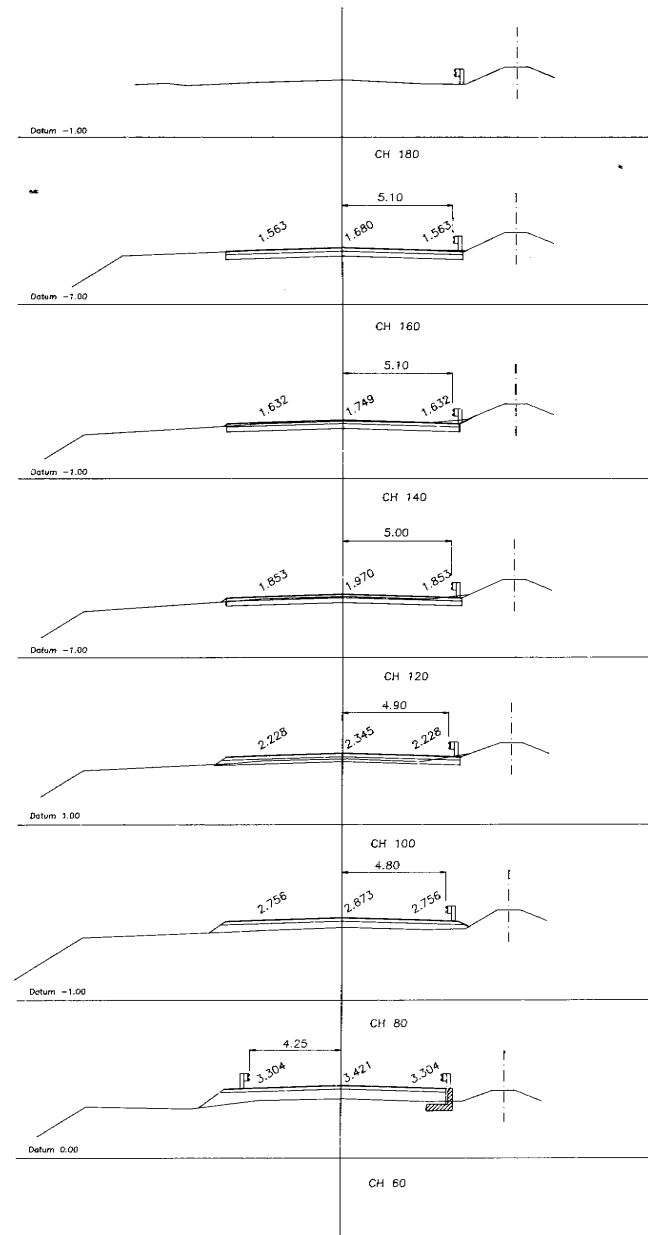 Datum -1.00
CH 180
5.10
1.563 1.680 1.563
Datum -1.00
CH 160
5.10
1.632 1.749 1.632
Datum -1.00
CH 140
5.00
1.853 1.970 1.853
Datum -1.00
CH 120
4.90
2.228 2.345 2.228
Datum 1.00
CH 100
4.80
2.756 2.873 2.756
Datum -1.00
CH 80
4.25
3.304 3.421 3.304
Datum 0.00
CH 60